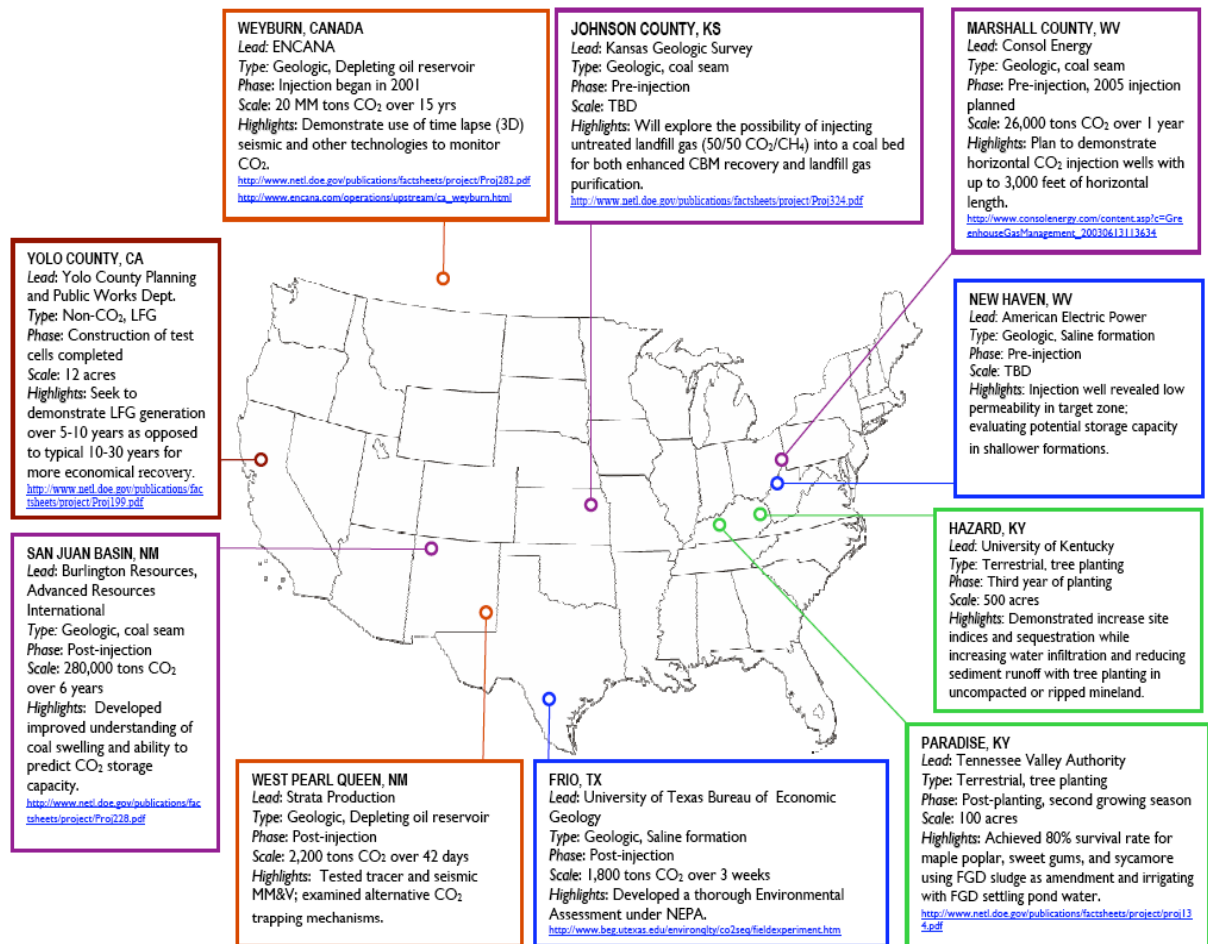 WEYBURN, CANADA
Lead: ENCANA
Type: Geologic, Depleting oil reservoir
Phase: Injection began in 2001
Scale: 20 MM tons CO₂ over 15 yrs
Highlights: Demonstrate use of time lapse (3D)
seismic and other technologies to monitor
CO₂.
http://www.netl.doe.gov/publications/factsheets/project/Proj282.pdf
http://www.encana.com/operations/upstream/ca_weyburn.html
JOHNSON COUNTY, KS
Lead: Kansas Geologic Survey
Type: Geologic, coal seam
Phase: Pre-injection
Scale: TBD
Highlights: Will explore the possibility of injecting
untreated landfill gas (50/50 CO₂/CH₄) into a coal bed
for both enhanced CBM recovery and landfill gas
purification.
http://www.netl.doe.gov/publications/factsheets/project/Proj324.pdf
MARSHALL COUNTY, WV
Lead: Consol Energy
Type: Geologic, coal seam
Phase: Pre-injection, 2005 injection
planned
Scale: 26,000 tons CO₂ over 1 year
Highlights: Plan to demonstrate
horizontal CO₂ injection wells with
up to 3,000 feet of horizontal
length.
http://www.consolenergy.com/content.asp?c=Gre
enhouseGasManagement_20030613113634
YOLO COUNTY, CA
Lead: Yolo County Planning
and Public Works Dept.
Type: Non-CO₂, LFG
Phase: Construction of test
cells completed
Scale: 12 acres
Highlights: Seek to
demonstrate LFG generation
over 5-10 years as opposed
to typical 10-30 years for
more economical recovery.
http://www.netl.doe.gov/publications/fac
tsheets/project/Proj199.pdf
NEW HAVEN, WV
Lead: American Electric Power
Type: Geologic, Saline formation
Phase: Pre-injection
Scale: TBD
Highlights: Injection well revealed low
permeability in target zone;
evaluating potential storage capacity
in shallower formations.
SAN JUAN BASIN, NM
Lead: Burlington Resources,
Advanced Resources
International
Type: Geologic, coal seam
Phase: Post-injection
Scale: 280,000 tons CO₂
over 6 years
Highlights: Developed
improved understanding of
coal swelling and ability to
predict CO₂ storage
capacity.
http://www.netl.doe.gov/publications/fac
tsheets/project/Proj228.pdf
HAZARD, KY
Lead: University of Kentucky
Type: Terrestrial, tree planting
Phase: Third year of planting
Scale: 500 acres
Highlights: Demonstrated increase site
indices and sequestration while
increasing water infiltration and reducing
sediment runoff with tree planting in
uncompacted or ripped mineland.
WEST PEARL QUEEN, NM
Lead: Strata Production
Type: Geologic, Depleting oil reservoir
Phase: Post-injection
Scale: 2,200 tons CO₂ over 42 days
Highlights: Tested tracer and seismic
MM&V; examined alternative CO₂
trapping mechanisms.
FRIO, TX
Lead: University of Texas Bureau of Economic
Geology
Type: Geologic, Saline formation
Phase: Post-injection
Scale: 1,800 tons CO₂ over 3 weeks
Highlights: Developed a thorough Environmental
Assessment under NEPA.
http://www.beg.utexas.edu/environqlty/co2seq/fieldexperiment.htm
PARADISE, KY
Lead: Tennessee Valley Authority
Type: Terrestrial, tree planting
Phase: Post-planting, second growing season
Scale: 100 acres
Highlights: Achieved 80% survival rate for
maple poplar, sweet gums, and sycamore
using FGD sludge as amendment and irrigating
with FGD settling pond water.
http://www.netl.doe.gov/publications/factsheets/project/proj13
4.pdf